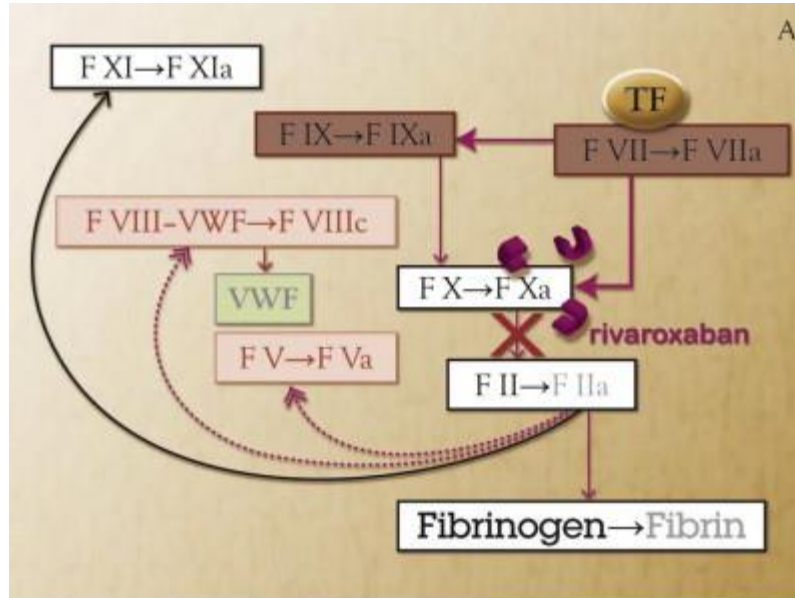 A
F XI→F XIa
TF
F IX→F IXa
F VII→F VIIa
F VIII-VWF→F VIIIc
VWF
F X→F Xa
rivaroxaban
F V→F Va
F II→F IIa
Fibrinogen→Fibrin